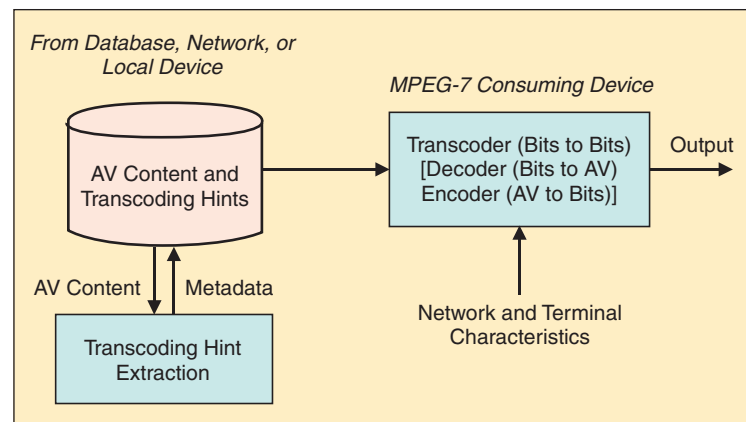 From Database, Network, or
Local Device
AV Content and
Transcoding Hints
AV Content
Metadata
Transcoding Hint
Extraction
MPEG-7 Consuming Device
Transcoder (Bits to Bits)
[Decoder (Bits to AV)
Encoder (AV to Bits)]
Output
Network and Terminal
Characteristics